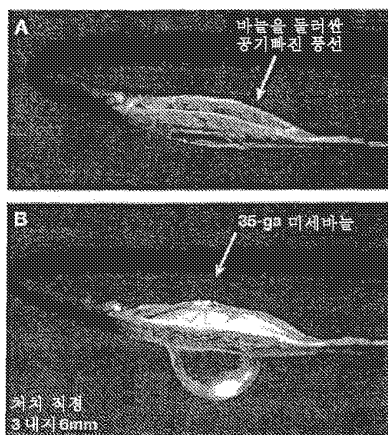 A
바늘을 둘러싼
공기빠진 풍선
B
35-ga 미세바늘
처치 직경
3 내지 6mm